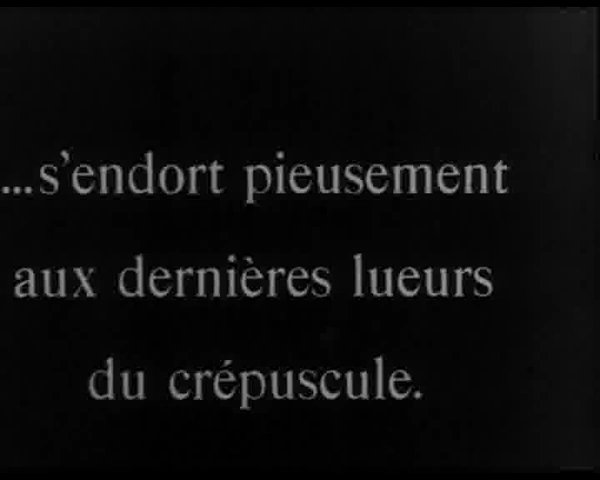 ...s'endort pieusement
aux dernières lueurs
du crépuscule.